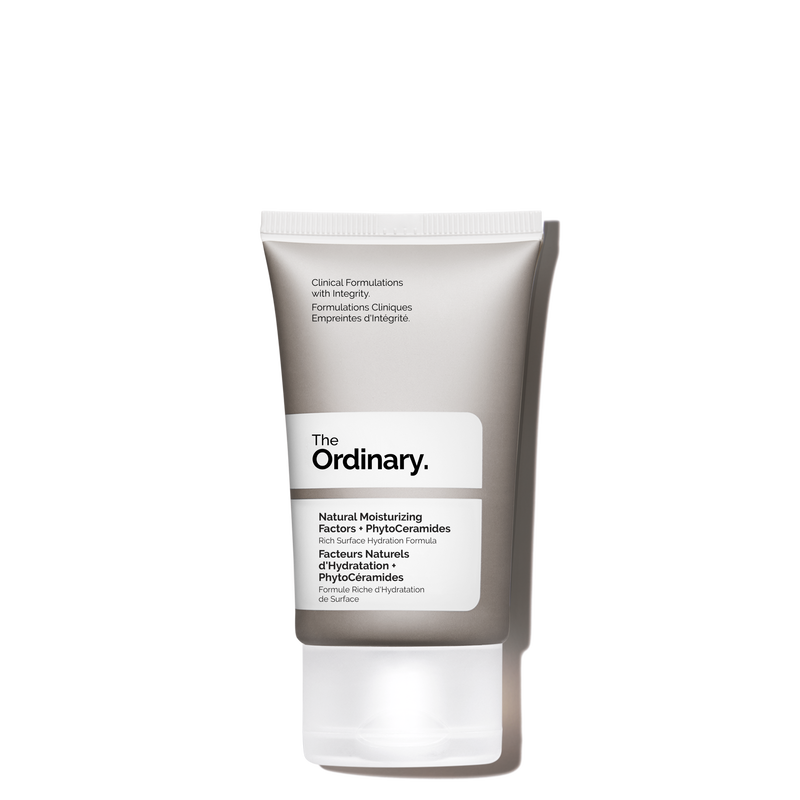 Clinical Formulations
with Integrity.
Formulations Cliniques
Empreintes d'Intégrité.
The
Ordinary.
Natural Moisturizing
Factors + PhytoCeramides
Rich Surface Hydration Formula
Facteurs Naturels
d'Hydratation +
PhytoCéramides
Formule Riche d'Hydratation
de Surface